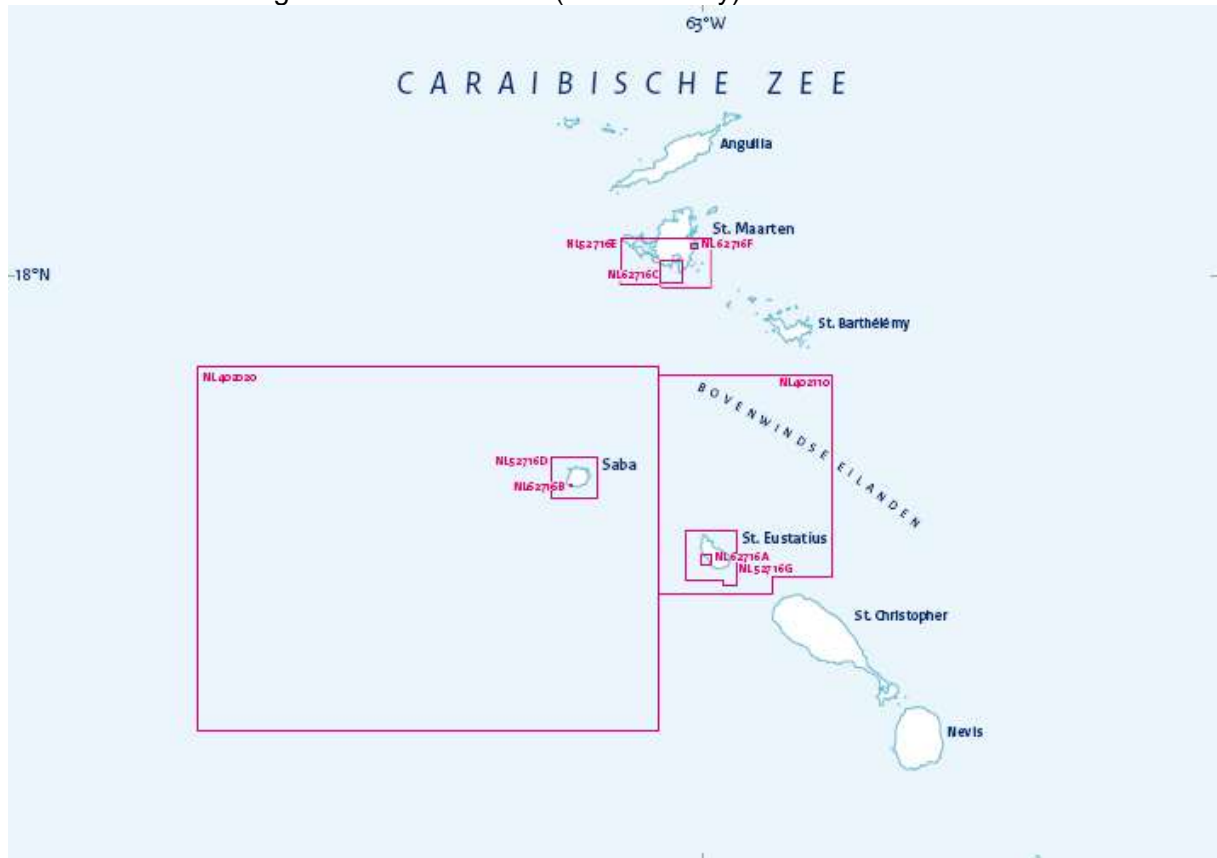 63°W
CARAIBISCHE ZEE
Anguilla
St. Maarten
NL52716E
NL62716F
18°N
NL62716C
St. Barthélémy
NL402020
NL402110
BOVENWINDSE EILANDEN
NL52716D
Saba
NL62716B
St. Eustatius
NL62716A
NL52716G
St. Christopher
Nevis